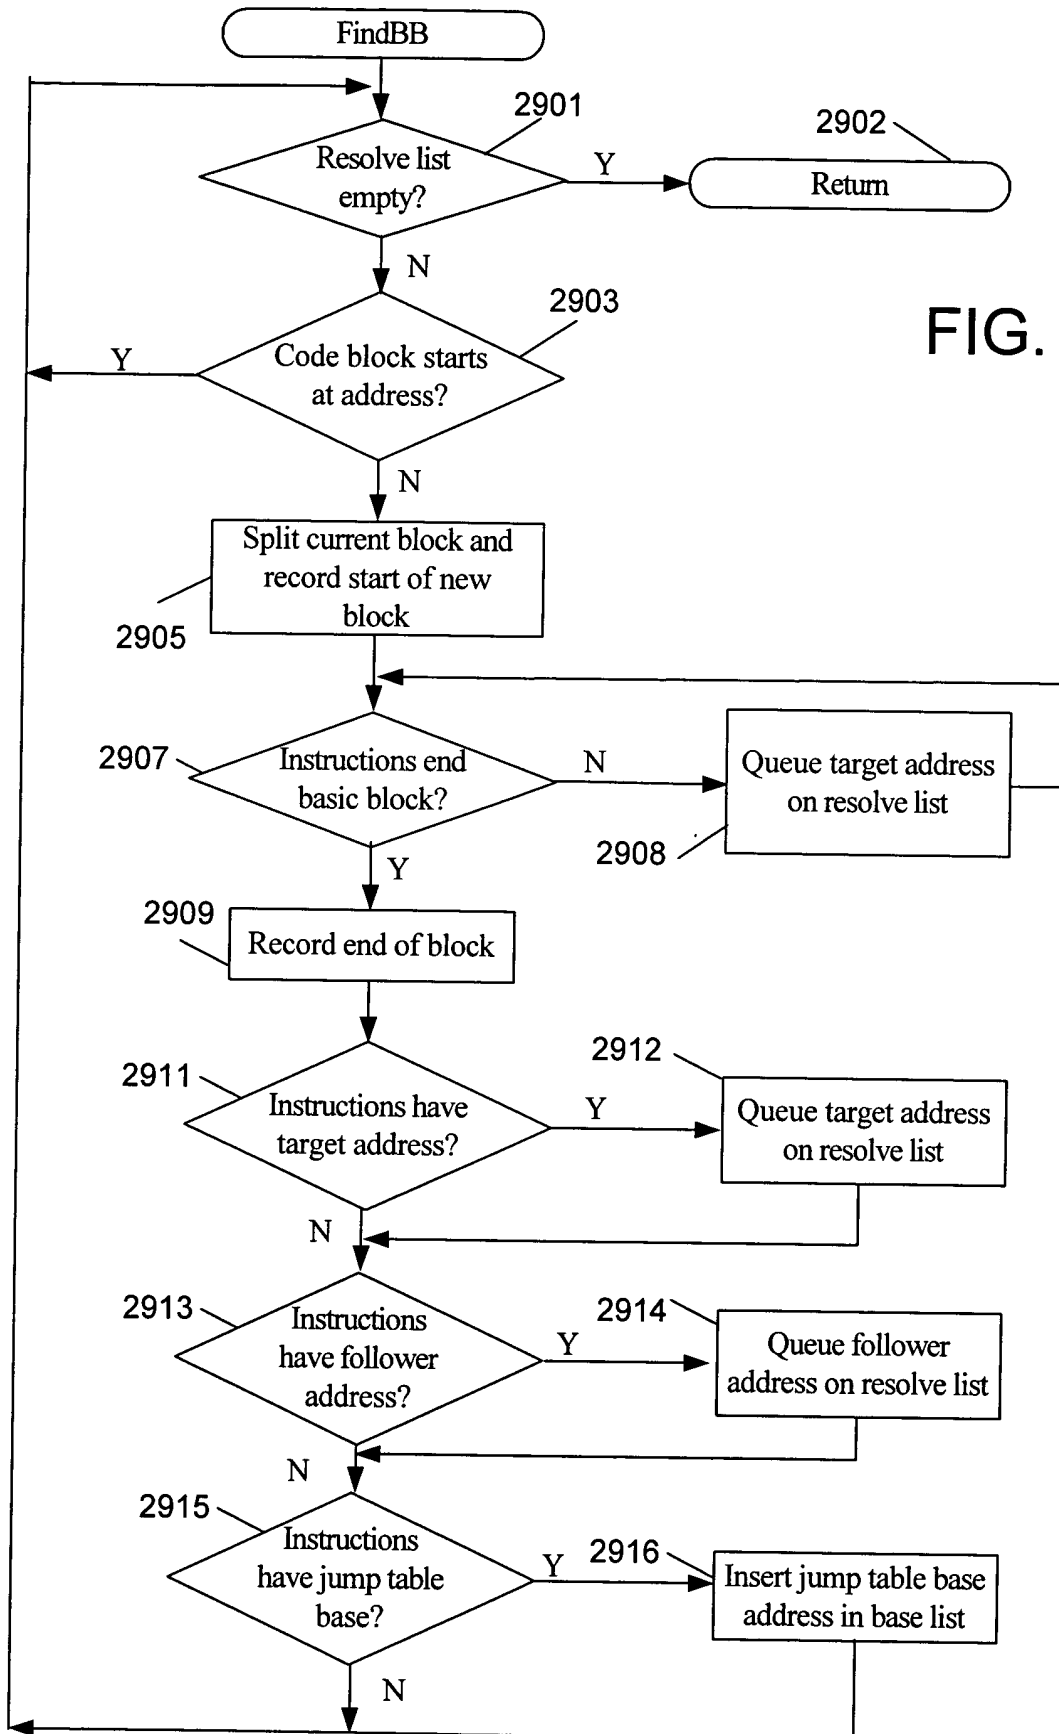 FindBB
2901
Resolve list
empty?
Y
2902
Return
N
2903
FIG.
Code block starts
at address?
Y
N
Split current block and
record start of new
block
2905
2907
Instructions end
basic block?
N
Queue target address
on resolve list
2908
Y
2909
Record end of block
2911
Instructions have
target address?
Y
2912
Queue target address
on resolve list
N
2913
Instructions
have follower
address?
Y
2914
Queue follower
address on resolve list
N
2915
Instructions
have jump table
base?
Y
2916
Insert jump table base
address in base list
N